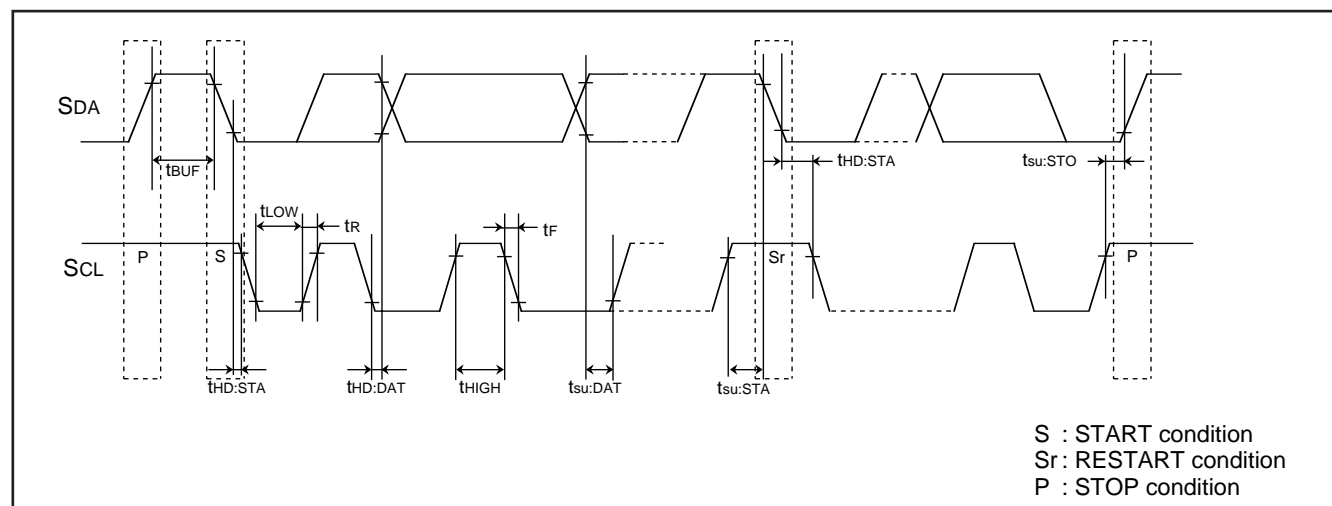 SDA
tBUF
tHD:STA
tsu:STO
tLOW
tR
tF
SCL
P
S
Sr
P
tHD:STA
tHD:DAT
tHIGH
tsu:DAT
tsu:STA
S : START condition
Sr : RESTART condition
P : STOP condition